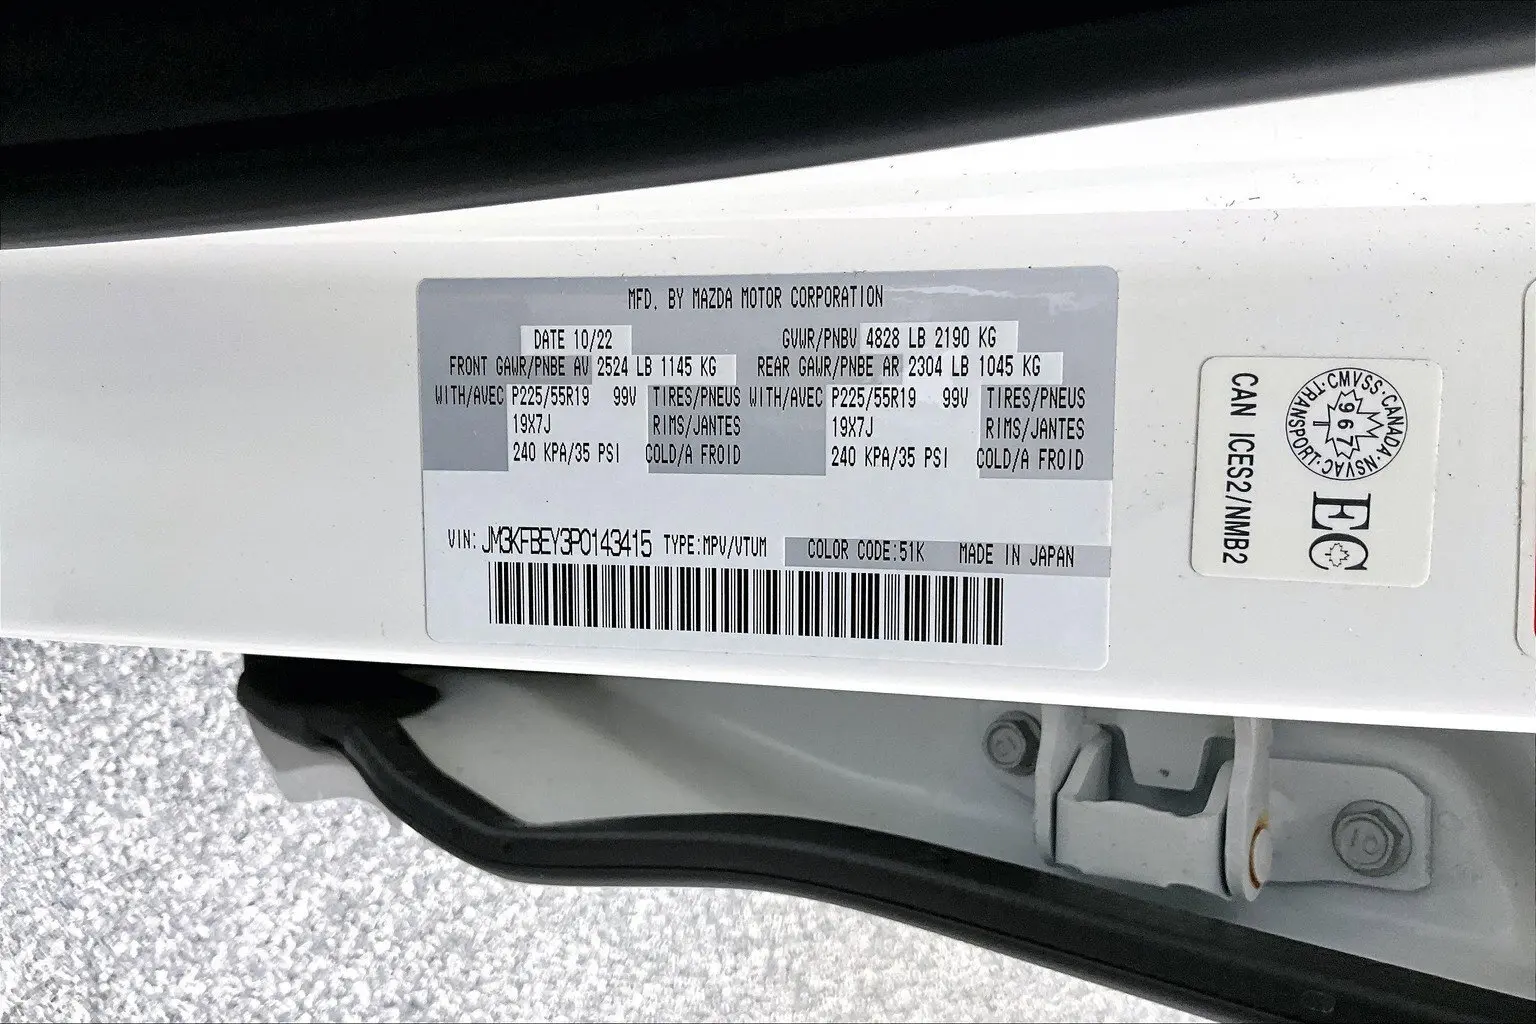 MFD. BY MAZDA MOTOR CORPORATION
DATE 10/22 GVWR/PNBV 4828 LB 2190 KG
FRONT GAWR/PNBE AV 2524 LB 1145 KG REAR GAWR/PNBE AR 2304 LB 1045 KG
WITH/AVEC P225/55R19 99V TIRES/PNEUS WITH/AVEC P225/55R19 99V TIRES/PNEUS
19X7J RIMS/JANTES 19X7J RIMS/JANTES
240 KPA/35 PSI COLD/A FROID 240 KPA/35 PSI COLD/A FROID
VIN: JM3KFBEY3P0143415 TYPE:MPV/VTUM COLOR CODE:51K MADE IN JAPAN
TRANSPORT·CMVSS·CANADA·NSVAC·
967
EC
CAN ICES2/NMB2
10